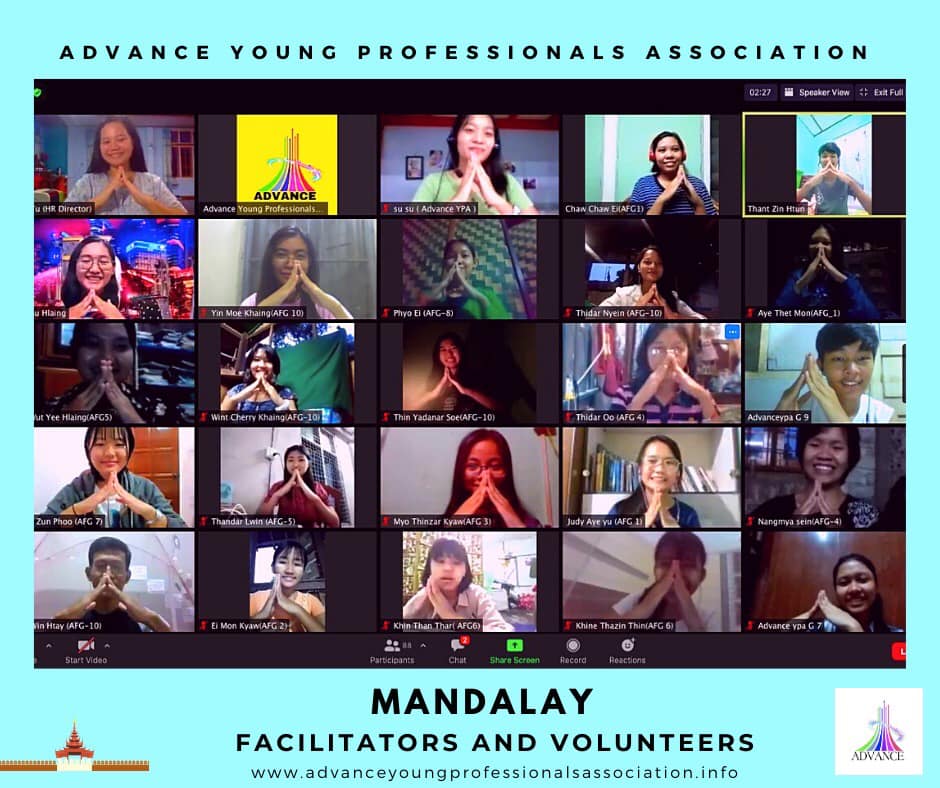 ADVANCE YOUNG PROFESSIONALS ASSOCIATION
02:27 Speaker View Exit Full
(HR Director)
ADVANCE
Advance Young Professionals...
su su ( Advance YPA )
Chaw Chaw Ei(AFG1)
Thant Zin Htun
Hlaing
Yin Moe Khaing(AFG 10)
Phyo Ei (AFG-8)
Thidar Nyein (AFG-10)
Aye Thet Mon(AFG_1)
Yee Hlaing(AFG5)
Wint Cherry Khaing(AFG-10)
Thin Yadanar Soe(AFG-10)
Thidar Oo (AFG 4)
Advanceypa G 9
Zun Phoo (AFG 7)
Thandar Lwin (AFG-5)
Myo Thinzar Kyaw(AFG 3)
Judy Aye yu (AFG 1)
Nangmya sein(AFG-4)
Htay (AFG-10)
Ei Mon Kyaw(AFG 2)
Khin Than Thar( AFG6)
Khine Thazin Thin(AFG 6)
Advance ypa G 7
88 2
Start Video Participants Chat Share Screen Record Reactions
MANDALAY
FACILITATORS AND VOLUNTEERS
ADVANCE
www.advanceyoungprofessionalsassociation.info